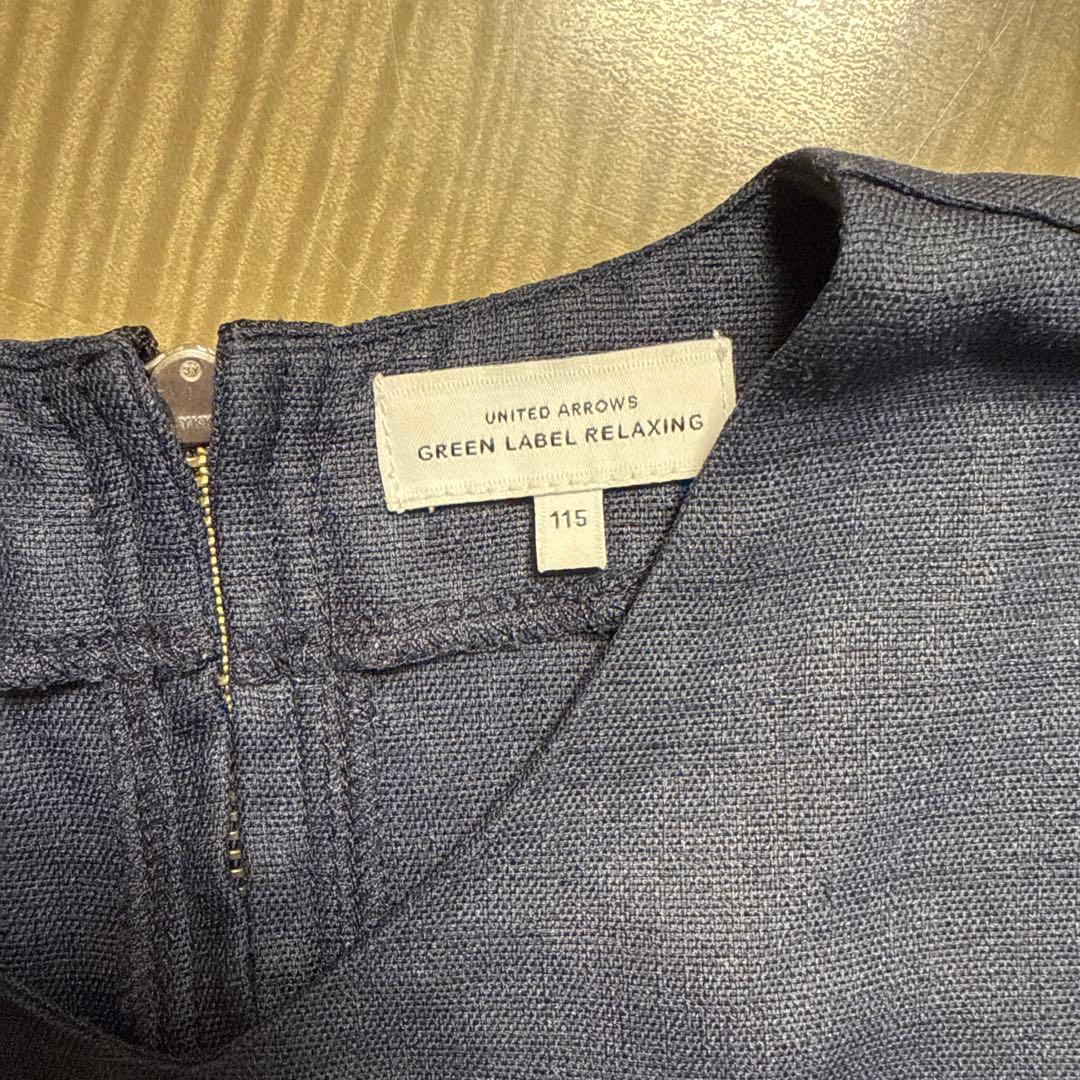 UNITED ARROWS
GREEN LABEL RELAXING
115